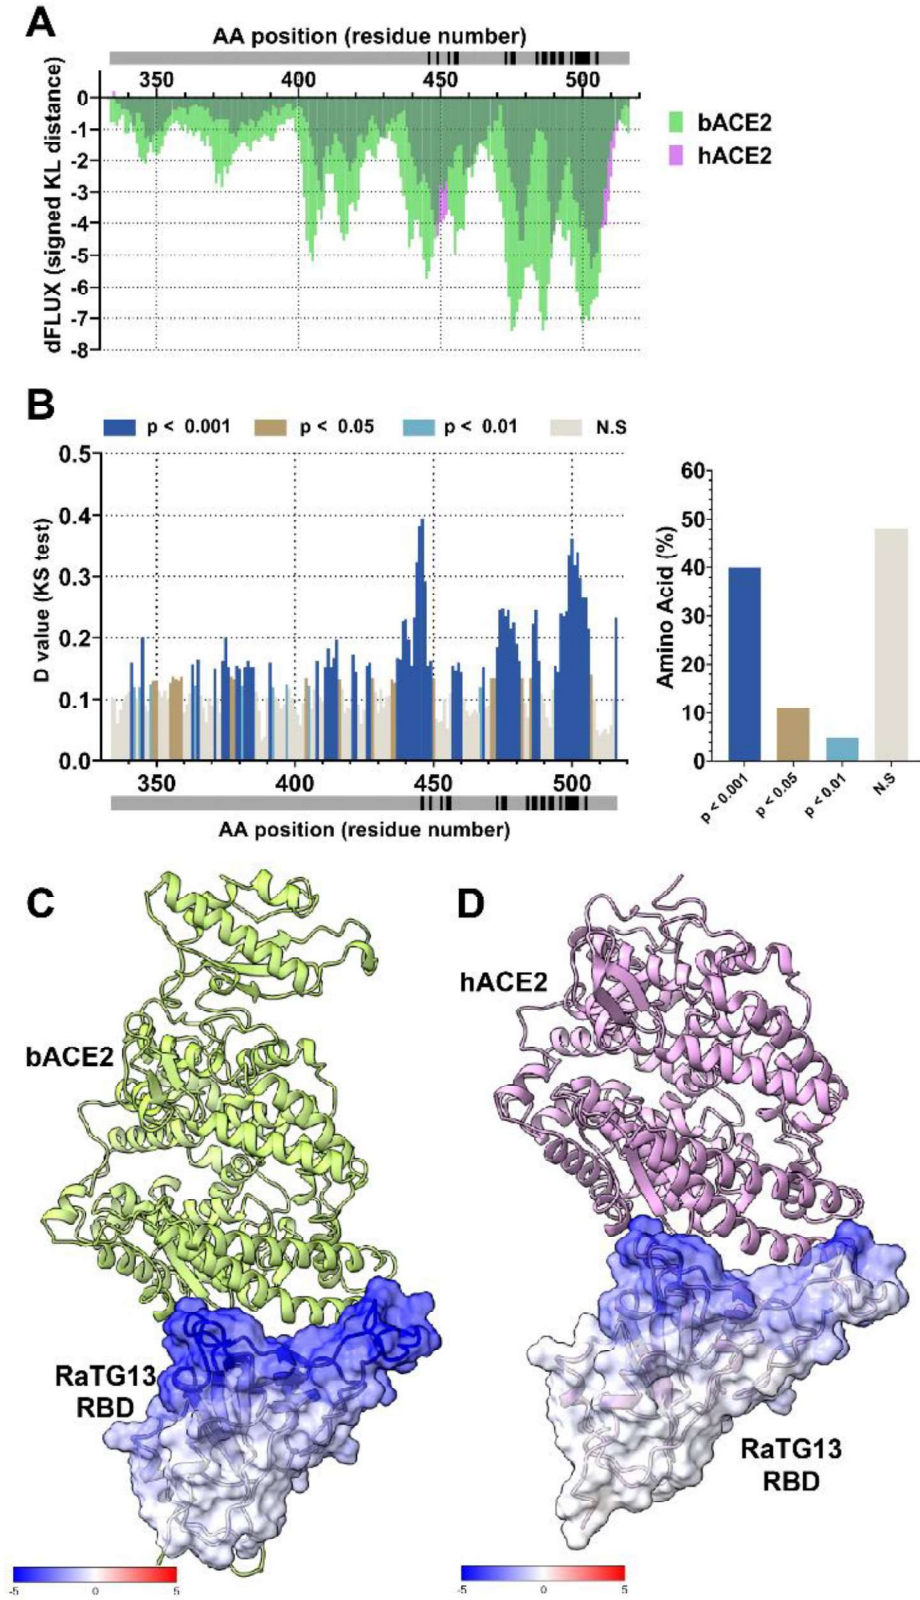 A
AA position (residue number)
350 400 450 500
dFLUX (signed KL distance)
0
-1
-2
-3
-4
-5
-6
-7
-8
bACE2
hACE2
B
p < 0.001 p < 0.05 p < 0.01 N.S
D value (KS test)
0.5
0.4
0.3
0.2
0.1
0.0
350 400 450 500
AA position (residue number)
Amino Acid (%)
60
50
40
30
20
10
0
p < 0.001 p < 0.05 p < 0.01 N.S
C
bACE2
RaTG13
RBD
-5 0 5
D
hACE2
RaTG13
RBD
-5 0 5